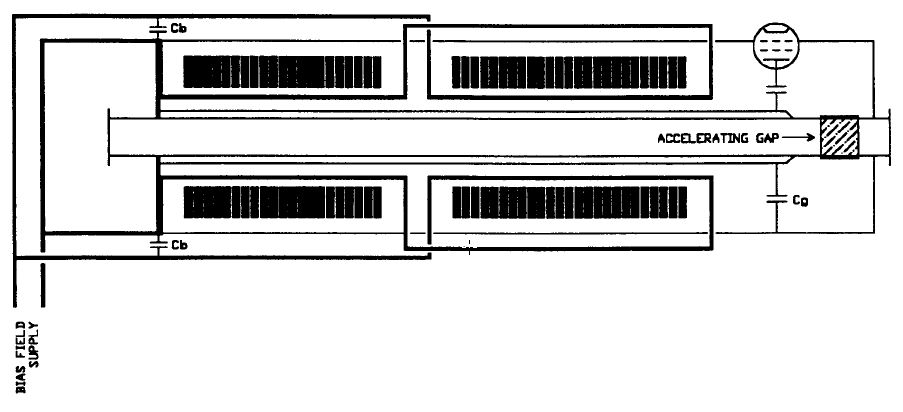 Cb
ACCELERATING GAP
Cg
Cb
BIAS FIELD
SUPPLY